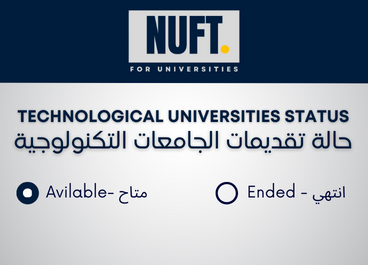 NUFT.
FOR UNIVERSITIES
TECHNOLOGICAL UNIVERSITIES STATUS
حالة تقديمات الجامعات التكنولوجية
Avilable- متاح
Ended - انتهي